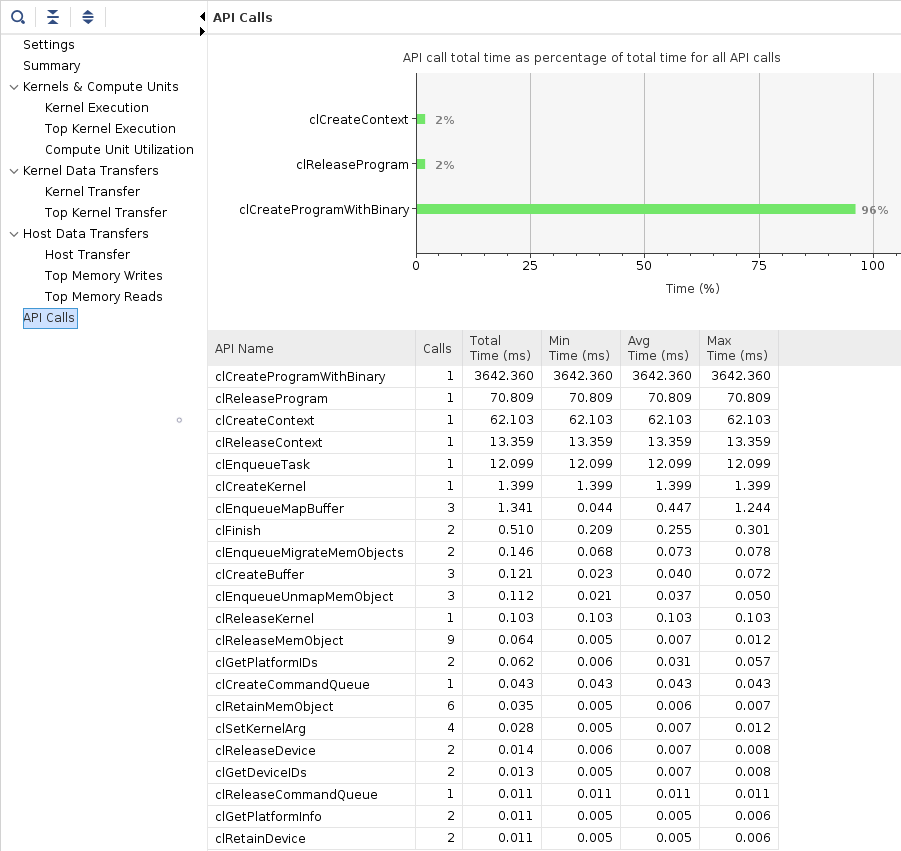 API Calls
Settings
Summary
Kernels & Compute Units
Kernel Execution
Top Kernel Execution
Compute Unit Utilization
Kernel Data Transfers
Kernel Transfer
Top Kernel Transfer
Host Data Transfers
Host Transfer
Top Memory Writes
Top Memory Reads
API Calls
API call total time as percentage of total time for all API calls
clCreateContext 2%
clReleaseProgram 2%
clCreateProgramWithBinary 96%
0 25 50 75 100
Time (%)
API Name Calls Total Time (ms) Min Time (ms) Avg Time (ms) Max Time (ms)
clCreateProgramWithBinary 1 3642.360 3642.360 3642.360 3642.360
clReleaseProgram 1 70.809 70.809 70.809 70.809
clCreateContext 1 62.103 62.103 62.103 62.103
clReleaseContext 1 13.359 13.359 13.359 13.359
clEnqueueTask 1 12.099 12.099 12.099 12.099
clCreateKernel 1 1.399 1.399 1.399 1.399
clEnqueueMapBuffer 3 1.341 0.044 0.447 1.244
clFinish 2 0.510 0.209 0.255 0.301
clEnqueueMigrateMemObjects 2 0.146 0.068 0.073 0.078
clCreateBuffer 3 0.121 0.023 0.040 0.072
clEnqueueUnmapMemObject 3 0.112 0.021 0.037 0.050
clReleaseKernel 1 0.103 0.103 0.103 0.103
clReleaseMemObject 9 0.064 0.005 0.007 0.012
clGetPlatformIDs 2 0.062 0.006 0.031 0.057
clCreateCommandQueue 1 0.043 0.043 0.043 0.043
clRetainMemObject 6 0.035 0.005 0.006 0.007
clSetKernelArg 4 0.028 0.005 0.007 0.012
clReleaseDevice 2 0.014 0.006 0.007 0.008
clGetDeviceIDs 2 0.013 0.005 0.007 0.008
clReleaseCommandQueue 1 0.011 0.011 0.011 0.011
clGetPlatformInfo 2 0.011 0.005 0.005 0.006
clRetainDevice 2 0.011 0.005 0.005 0.006